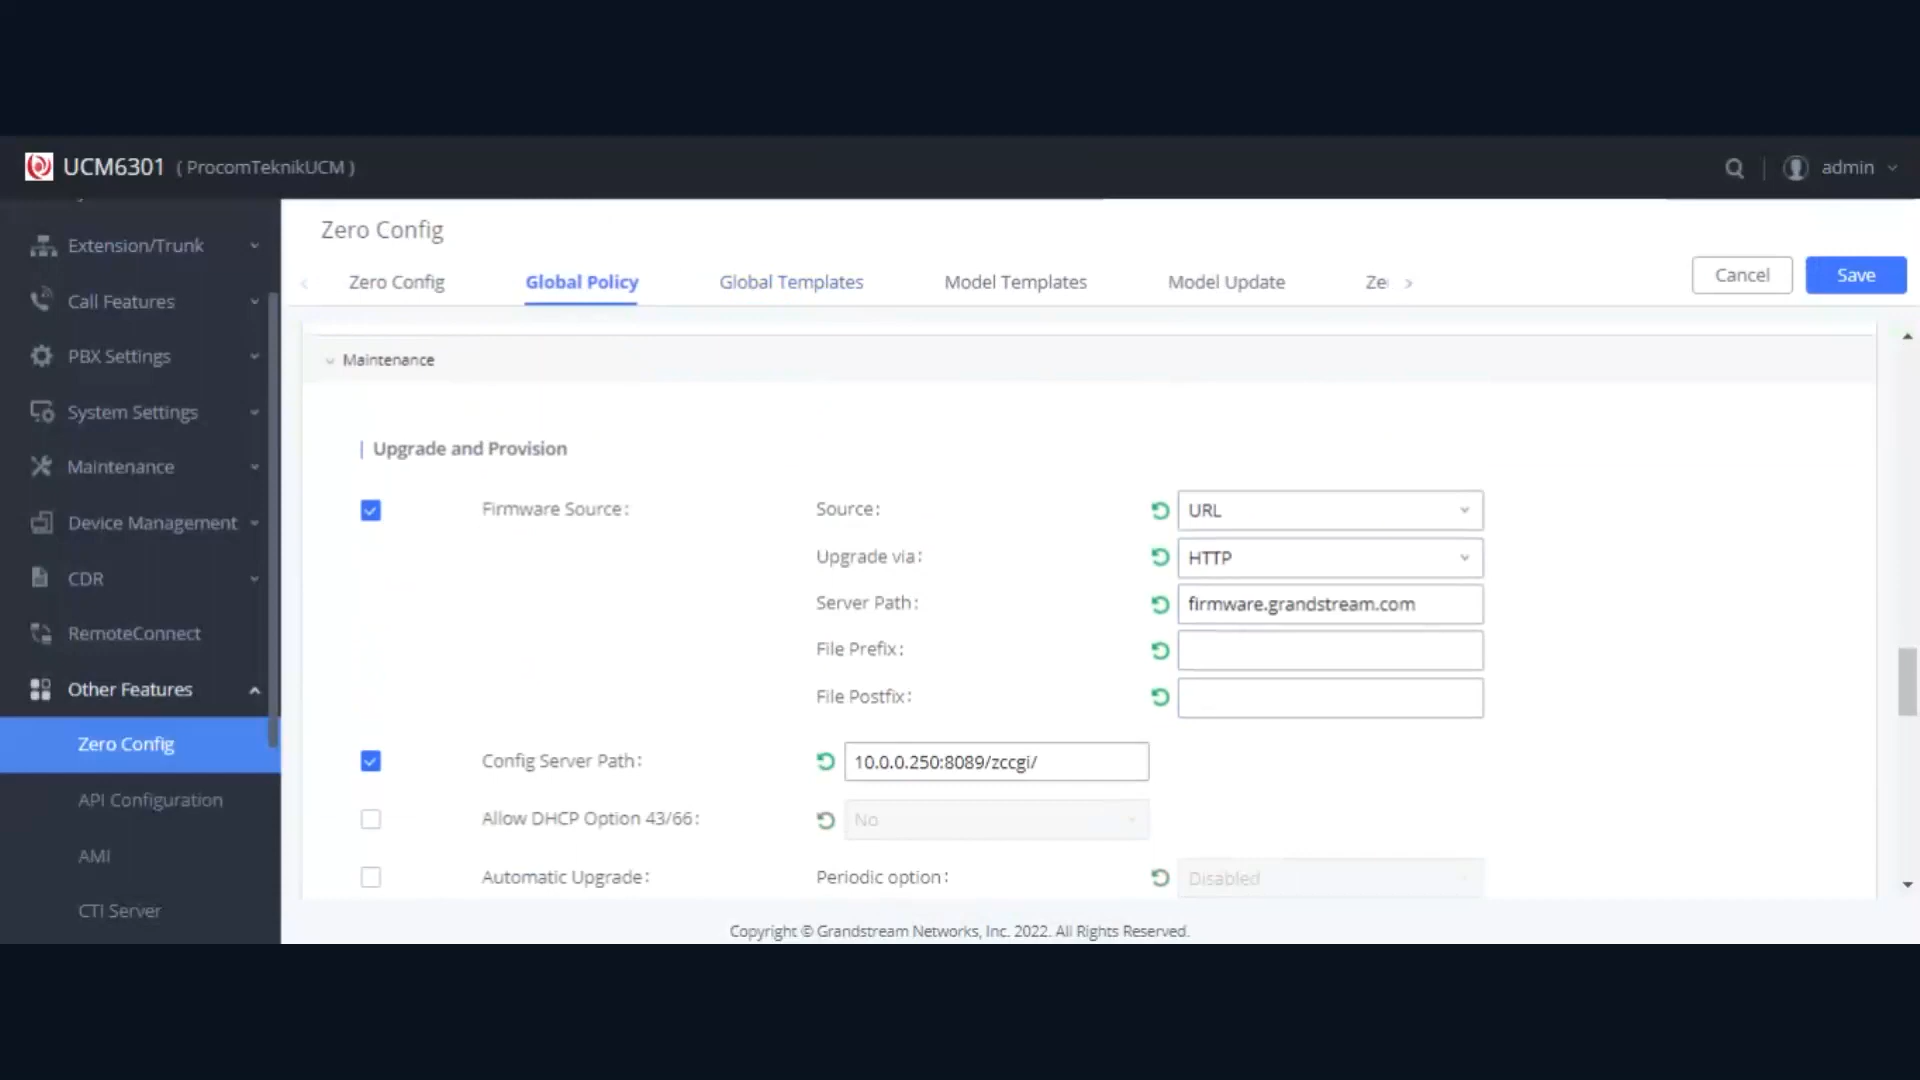 UCM6301 ( ProcomTeknikUCM )
admin
Extension/Trunk
Call Features
PBX Settings
System Settings
Maintenance
Device Management
CDR
RemoteConnect
Other Features
Zero Config
API Configuration
AMI
CTI Server
Zero Config
Zero Config Global Policy Global Templates Model Templates Model Update Ze
Cancel Save
Maintenance
Upgrade and Provision
Firmware Source: Source: URL
Upgrade via: HTTP
Server Path: firmware.grandstream.com
File Prefix:
File Postfix:
Config Server Path: 10.0.0.250:8089/zccgi/
Allow DHCP Option 43/66: No
Automatic Upgrade: Periodic option: Disabled
Copyright © Grandstream Networks, Inc. 2022. All Rights Reserved.